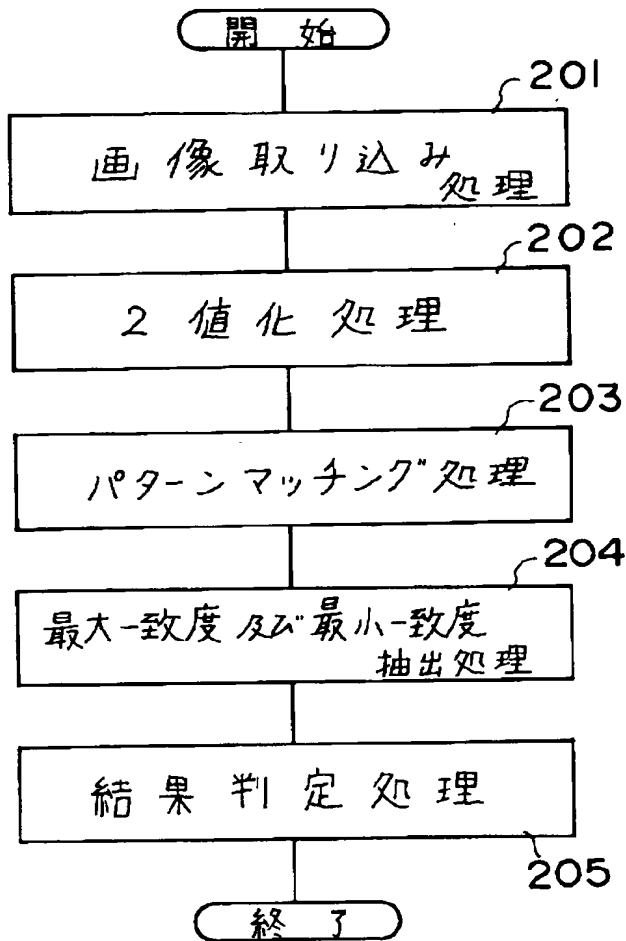 開始
201
画像取り込み
処理
202
2値化処理
203
パターンマッチング処理
204
最大一致度及び最小一致度
抽出処理
結果判定処理
205
終了